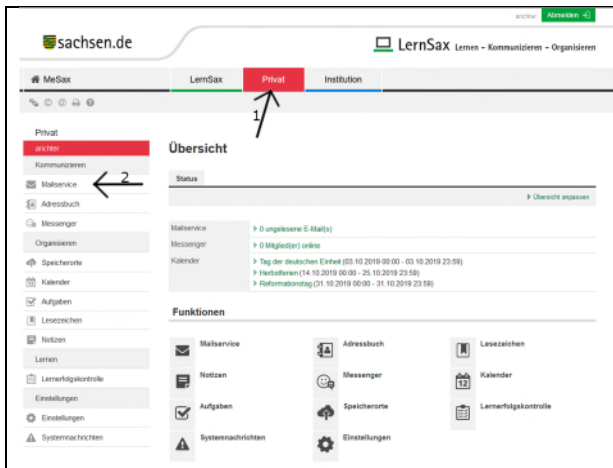 arichter Abmelden
sachsen.de
LernSax Lernen - Kommunizieren - Organisieren
MeSax LernSax Privat Institution
1
Privat
arichter
Kommunizieren
Mailservice
2
Adressbuch
Messenger
Organisieren
Speicherorte
Kalender
Aufgaben
Lesezeichen
Notizen
Lernen
Lernerfolgskontrolle
Einstellungen
Einstellungen
Systemnachrichten
Übersicht
Status
Übersicht anpassen
Mailservice 0 ungelesene E-Mail(s)
Messenger 0 Mitglied(er) online
Kalender Tag der deutschen Einheit (03.10.2019 00:00 - 03.10.2019 23:59)
Herbstferien (14.10.2019 00:00 - 25.10.2019 23:59)
Reformationstag (31.10.2019 00:00 - 31.10.2019 23:59)
Funktionen
Mailservice Adressbuch Lesezeichen
Notizen Messenger Kalender
12
Aufgaben Speicherorte Lernerfolgskontrolle
Systemnachrichten Einstellungen